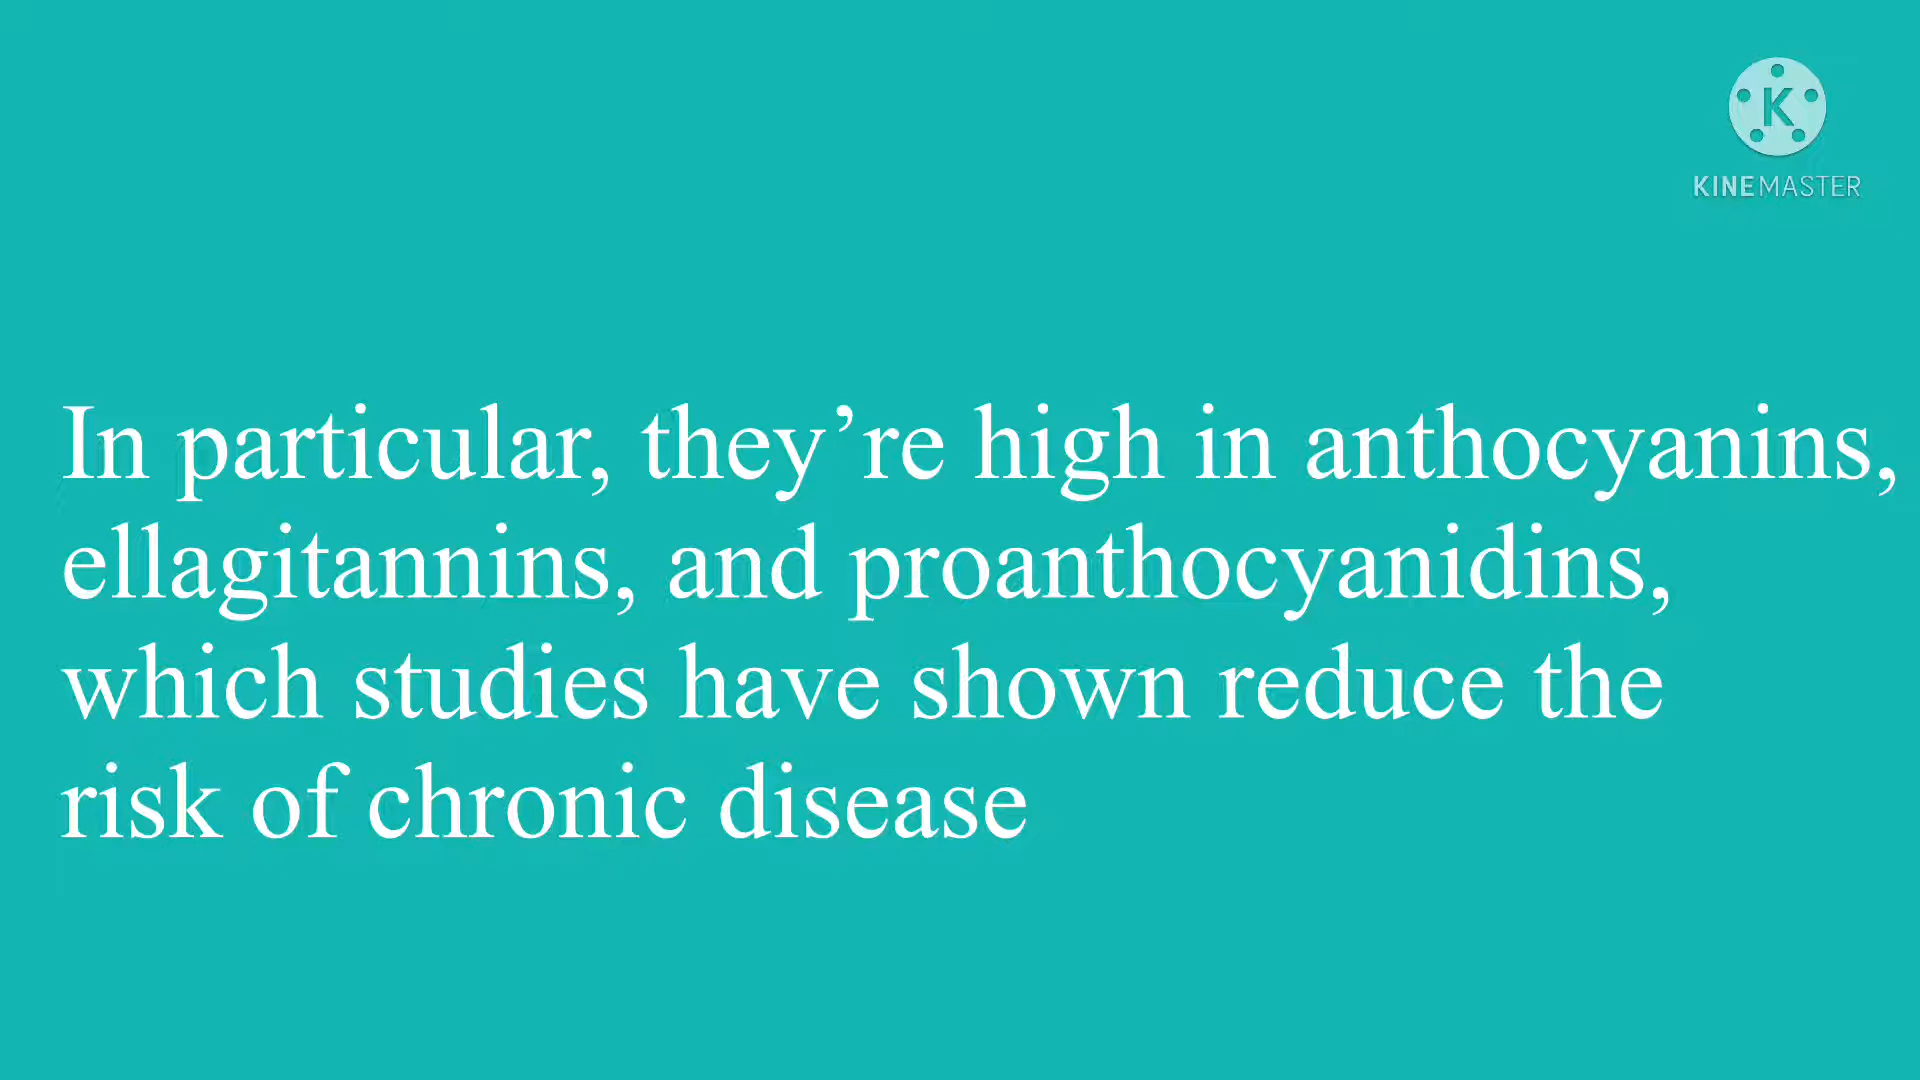 K
KINEMASTER
In particular, they’re high in anthocyanins,
ellagitannins, and proanthocyanidins,
which studies have shown reduce the
risk of chronic disease